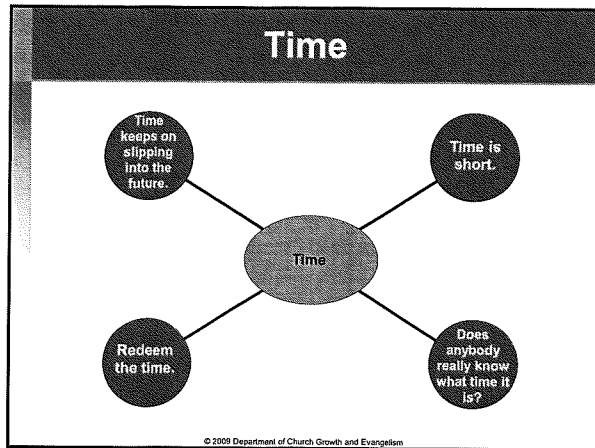 Time
Time
keeps on
slipping
into the
future.
Time is
short.
Time
Redeem
the time.
Does
anybody
really know
what time it
is?
© 2009 Department of Church Growth and Evangelism